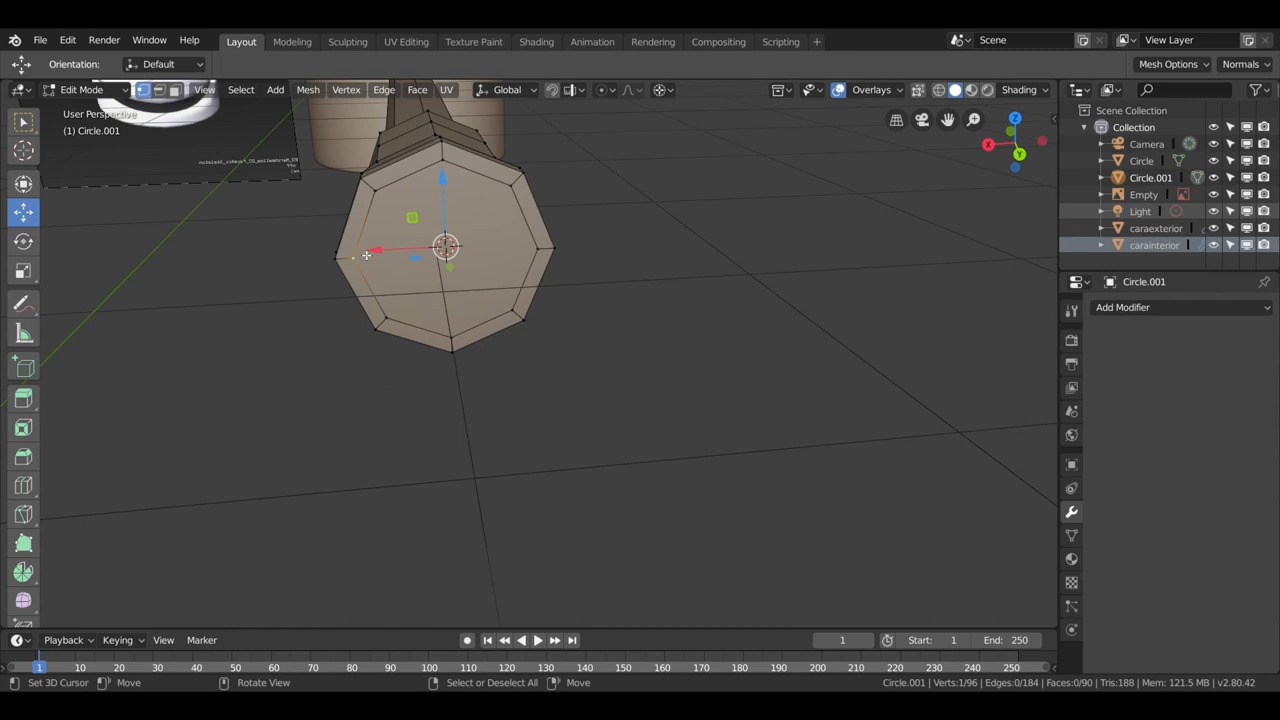 File Edit Render Window Help Layout Modeling Sculpting UV Editing Texture Paint Shading Animation Rendering Compositing Scripting + Scene View Layer
Orientation: Default Mesh Options Normals
Edit Mode View Select Add Mesh Vertex Edge Face UV Global Overlays Shading
User Perspective
(1) Circle.001
Z
X
Y
Scene Collection
Collection
Camera
Circle
Circle.001
Empty
Light
caraexterior
carainterior
Circle.001
Add Modifier
Playback Keying View Marker 1 Start: 1 End: 250
1 10 20 30 40 50 60 70 80 90 100 110 120 130 140 150 160 170 180 190 200 210 220 230 240 250
Set 3D Cursor Move Rotate View Select or Deselect All Move Circle.001 | Verts:1/96 | Edges:0/184 | Faces:0/90 | Tris:188 | Mem: 121.5 MB | v2.80.42